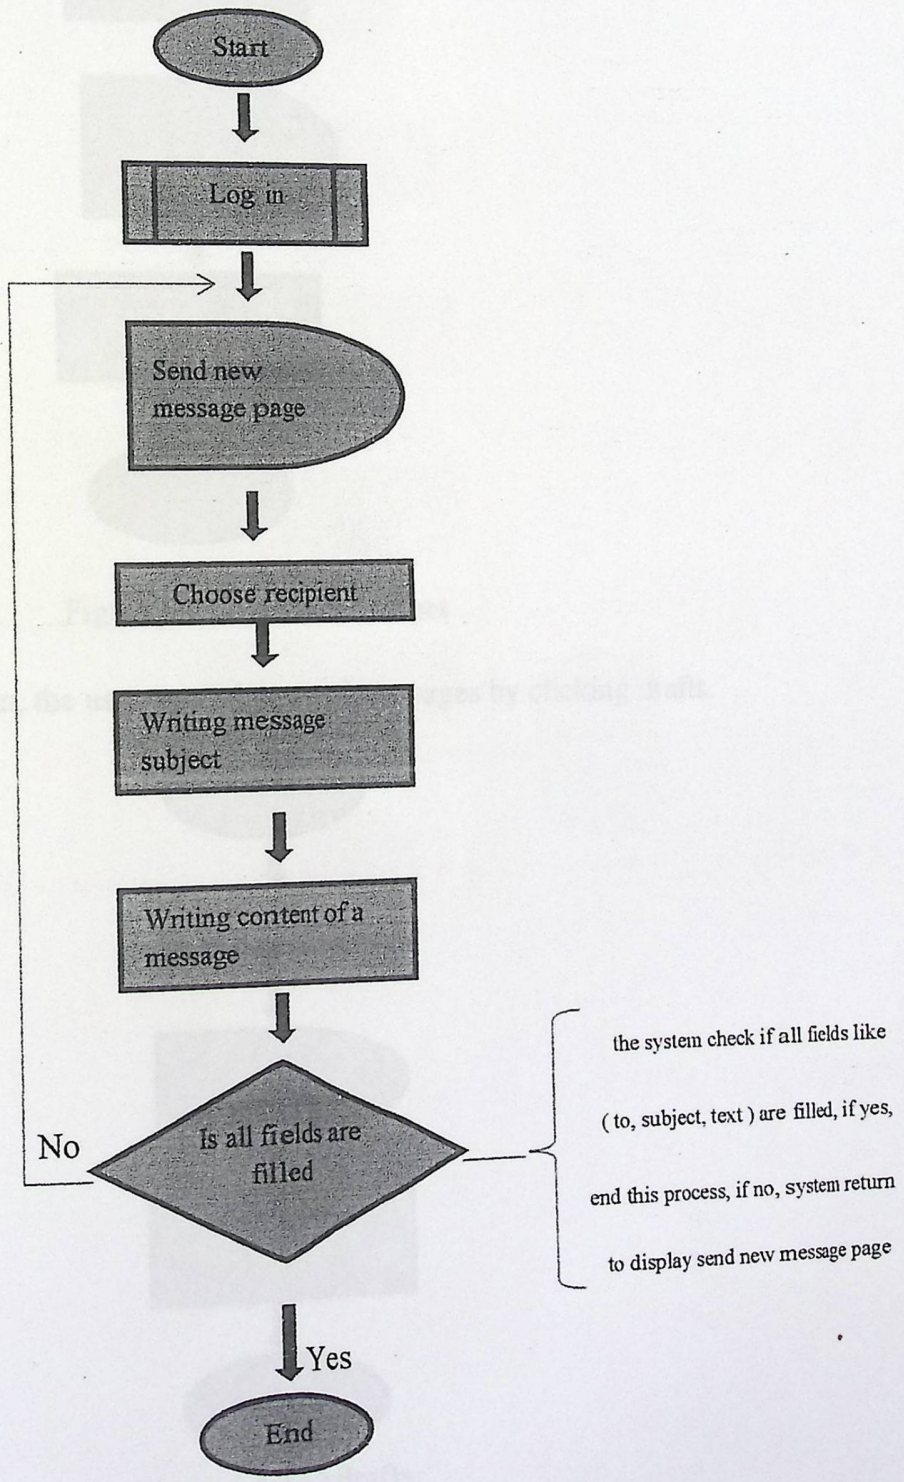 Start
Log in
Send new
message page
Choose recipient
Writing message
subject
Writing content of a
message
Is all fields are
filled
No
the system check if all fields like
( to, subject, text ) are filled, if yes,
end this process, if no, system return
to display send new message page
Yes
End